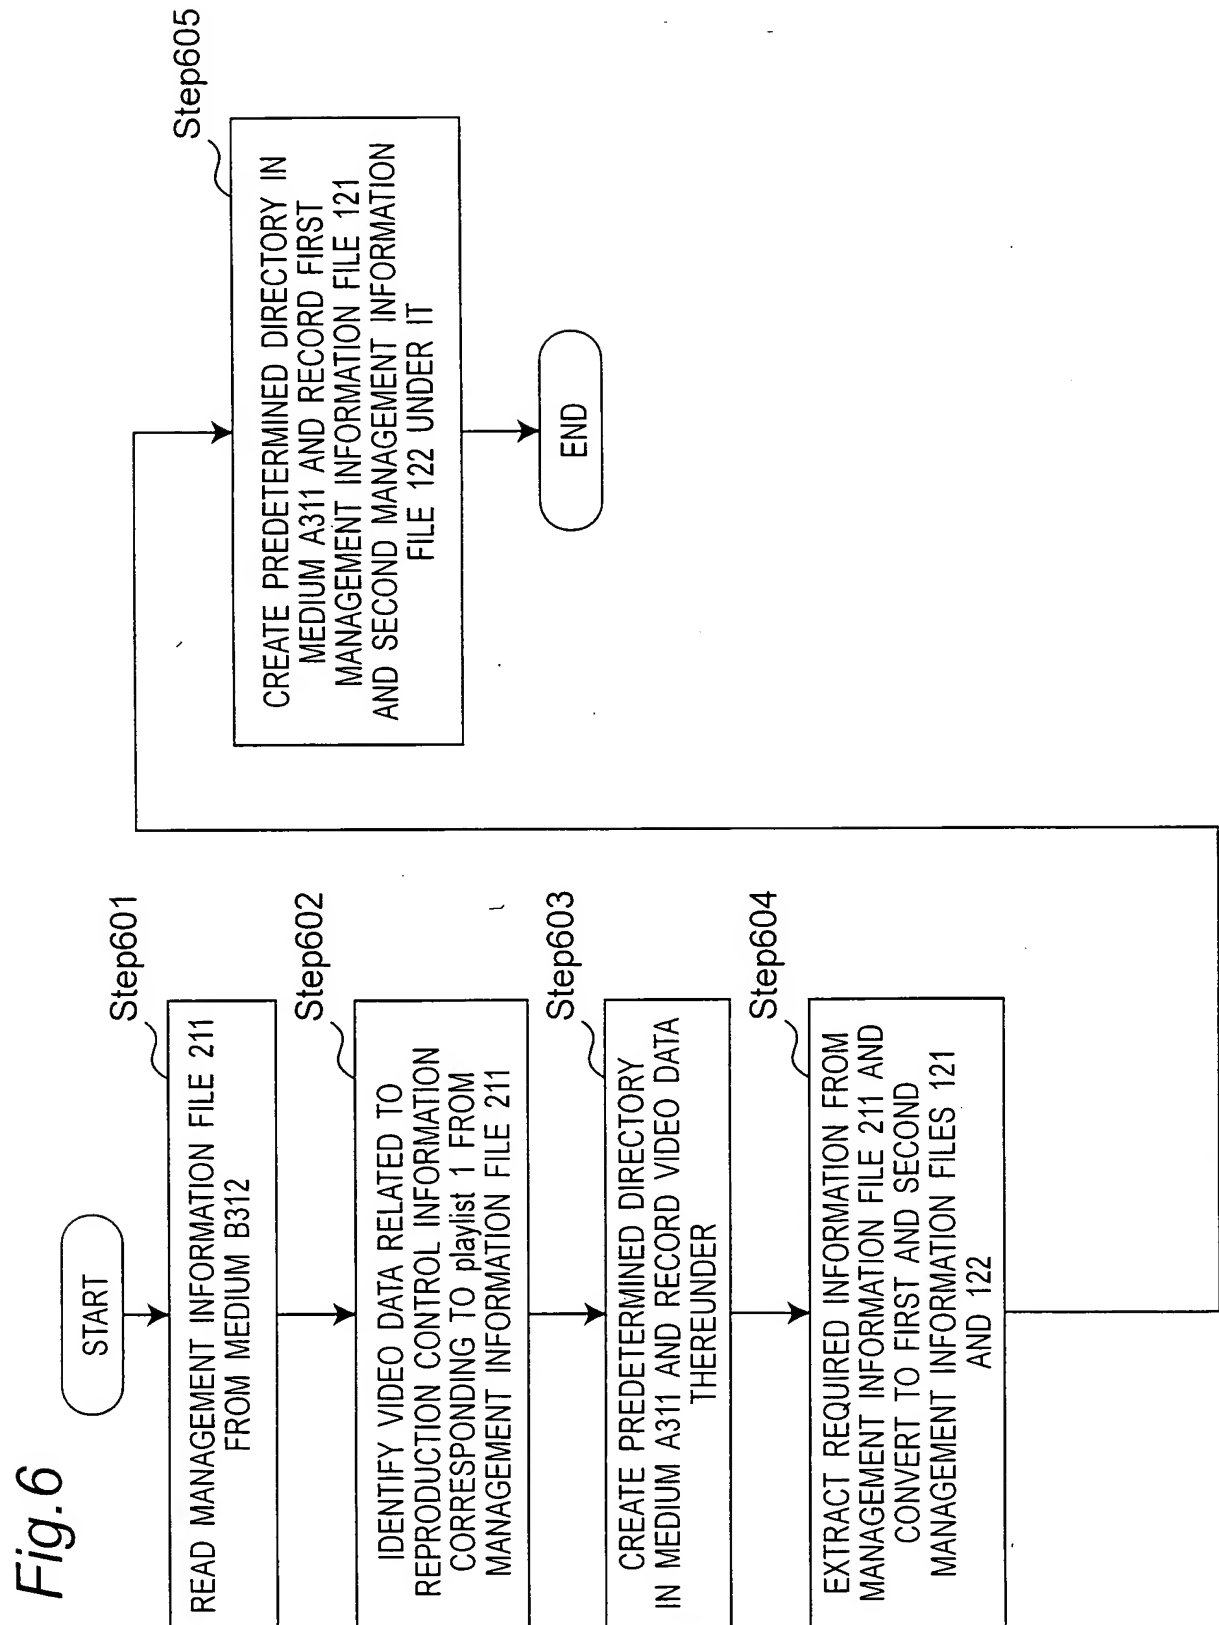 Fig.6
START
Step601
READ MANAGEMENT INFORMATION FILE 211
FROM MEDIUM B312
Step602
IDENTIFY VIDEO DATA RELATED TO
REPRODUCTION CONTROL INFORMATION
CORRESPONDING TO playlist 1 FROM
MANAGEMENT INFORMATION FILE 211
Step603
CREATE PREDETERMINED DIRECTORY
IN MEDIUM A311 AND RECORD VIDEO DATA
THEREUNDER
Step604
EXTRACT REQUIRED INFORMATION FROM
MANAGEMENT INFORMATION FILE 211 AND
CONVERT TO FIRST AND SECOND
MANAGEMENT INFORMATION FILES 121
AND 122
Step605
CREATE PREDETERMINED DIRECTORY IN
MEDIUM A311 AND RECORD FIRST
MANAGEMENT INFORMATION FILE 121
AND SECOND MANAGEMENT INFORMATION
FILE 122 UNDER IT
END